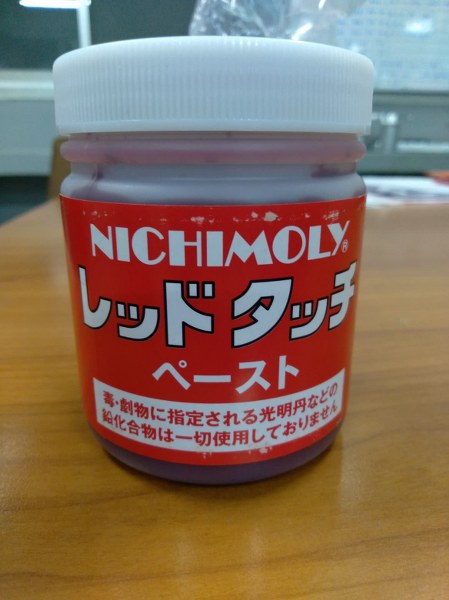 NICHIMOLY®
レッド タッチ
ペースト
毒・劇物に指定される光明丹などの
鉛化合物は一切使用しておりません